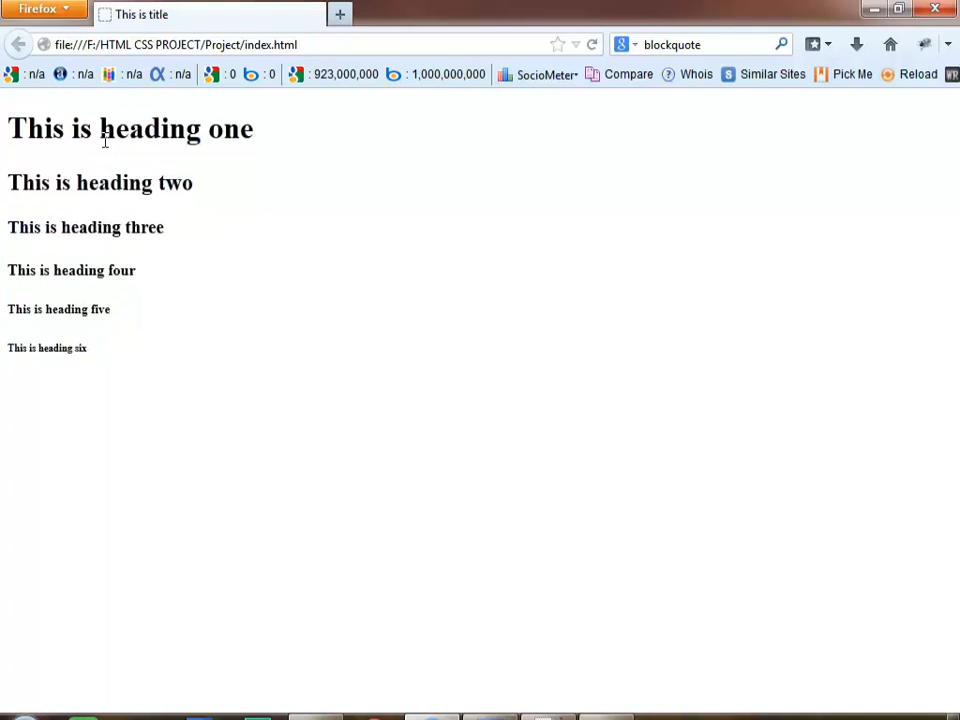 Firefox
This is title
file:///F:/HTML CSS PROJECT/Project/index.html
blockquote
: n/a : n/a : n/a : n/a : 0 : 0 : 923,000,000 : 1,000,000,000 SocioMeter Compare Whois Similar Sites Pick Me Reload WR
This is heading one
This is heading two
This is heading three
This is heading four
This is heading five
This is heading six